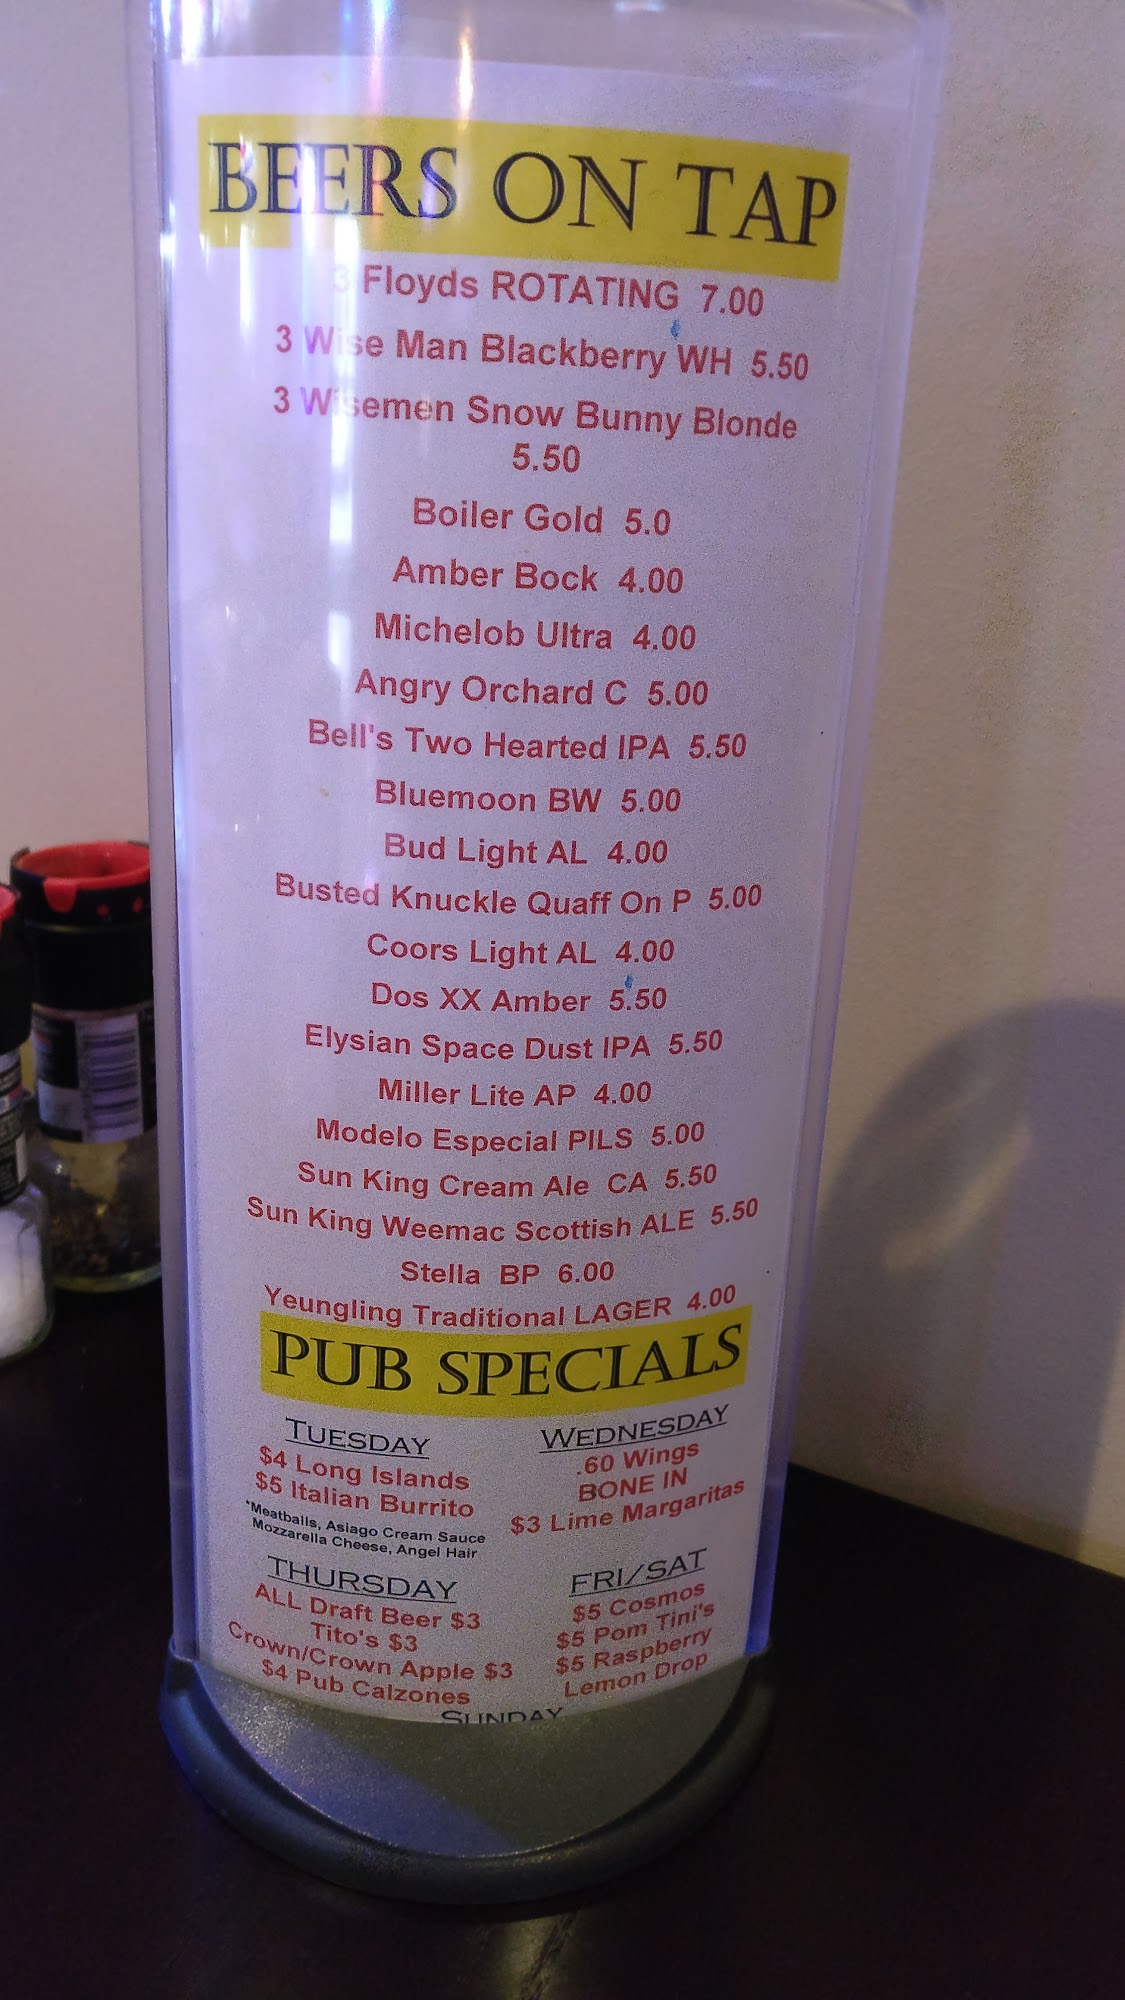 BEERS ON TAP
3 Floyds ROTATING 7.00
3 Wise Man Blackberry WH 5.50
3 Wisemen Snow Bunny Blonde
5.50
Boiler Gold 5.0
Amber Bock 4.00
Michelob Ultra 4.00
Angry Orchard C 5.00
Bell's Two Hearted IPA 5.50
Bluemoon BW 5.00
Bud Light AL 4.00
Busted Knuckle Quaff On P 5.00
Coors Light AL 4.00
Dos XX Amber 5.50
Elysian Space Dust IPA 5.50
Miller Lite AP 4.00
Modelo Especial PILS 5.00
Sun King Cream Ale CA 5.50
Sun King Weemac Scottish ALE 5.50
Stella BP 6.00
Yeungling Traditional LAGER 4.00
PUB SPECIALS
TUESDAY
$4 Long Islands
$5 Italian Burrito
*Meatballs, Asiago Cream Sauce
Mozzarella Cheese, Angel Hair
WEDNESDAY
.60 Wings
BONE IN
$3 Lime Margaritas
THURSDAY
ALL Draft Beer $3
Tito's $3
Crown/Crown Apple $3
$4 Pub Calzones
FRI/SAT
$5 Cosmos
$5 Pom Tini's
$5 Raspberry
Lemon Drop
SUNDAY